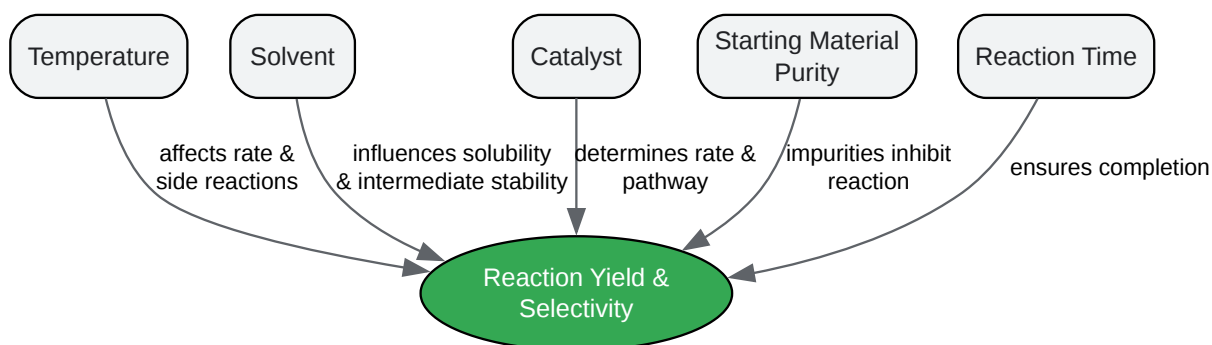 Temperature
Solvent
Catalyst
Starting Material
Purity
Reaction Time
affects rate &
side reactions
influences solubility
& intermediate stability
determines rate &
pathway
impurities inhibit
reaction
ensures completion
Reaction Yield &
Selectivity